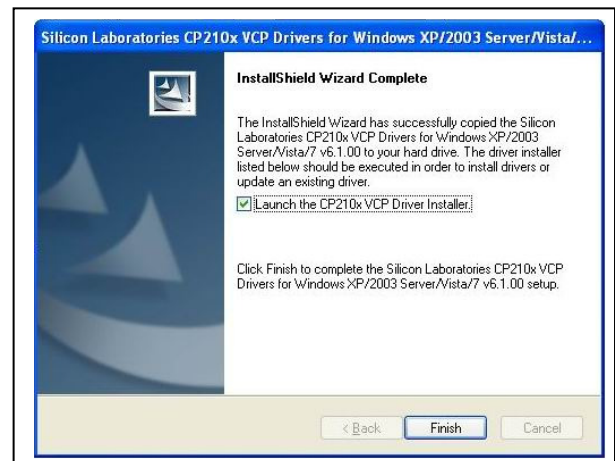 Silicon Laboratories CP210x VCP Drivers for Windows XP/2003 Server/Vista/...
InstallShield Wizard Complete
The InstallShield Wizard has successfully copied the Silicon
Laboratories CP210x VCP Drivers for Windows XP/2003
Server/Vista/7 v6.1.00 to your hard drive. The driver installer
listed below should be executed in order to install drivers or
update an existing driver.
Launch the CP210x VCP Driver Installer.
Click Finish to complete the Silicon Laboratories CP210x VCP
Drivers for Windows XP/2003 Server/Vista/7 v6.1.00 setup.
< Back Finish Cancel